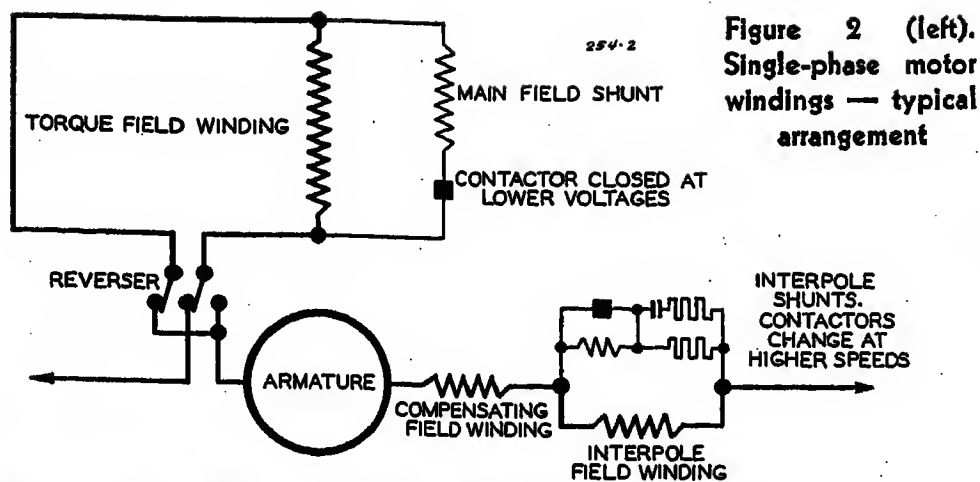 Figure 2 (left).
Single-phase motor
windings — typical
arrangement
254-2
MAIN FIELD SHUNT
TORQUE FIELD WINDING
CONTACTOR CLOSED AT
LOWER VOLTAGES
REVERSER
INTERPOLE
SHUNTS.
CONTACTORS
CHANGE AT
HIGHER SPEEDS
ARMATURE
COMPENSATING
FIELD WINDING
INTERPOLE
FIELD WINDING